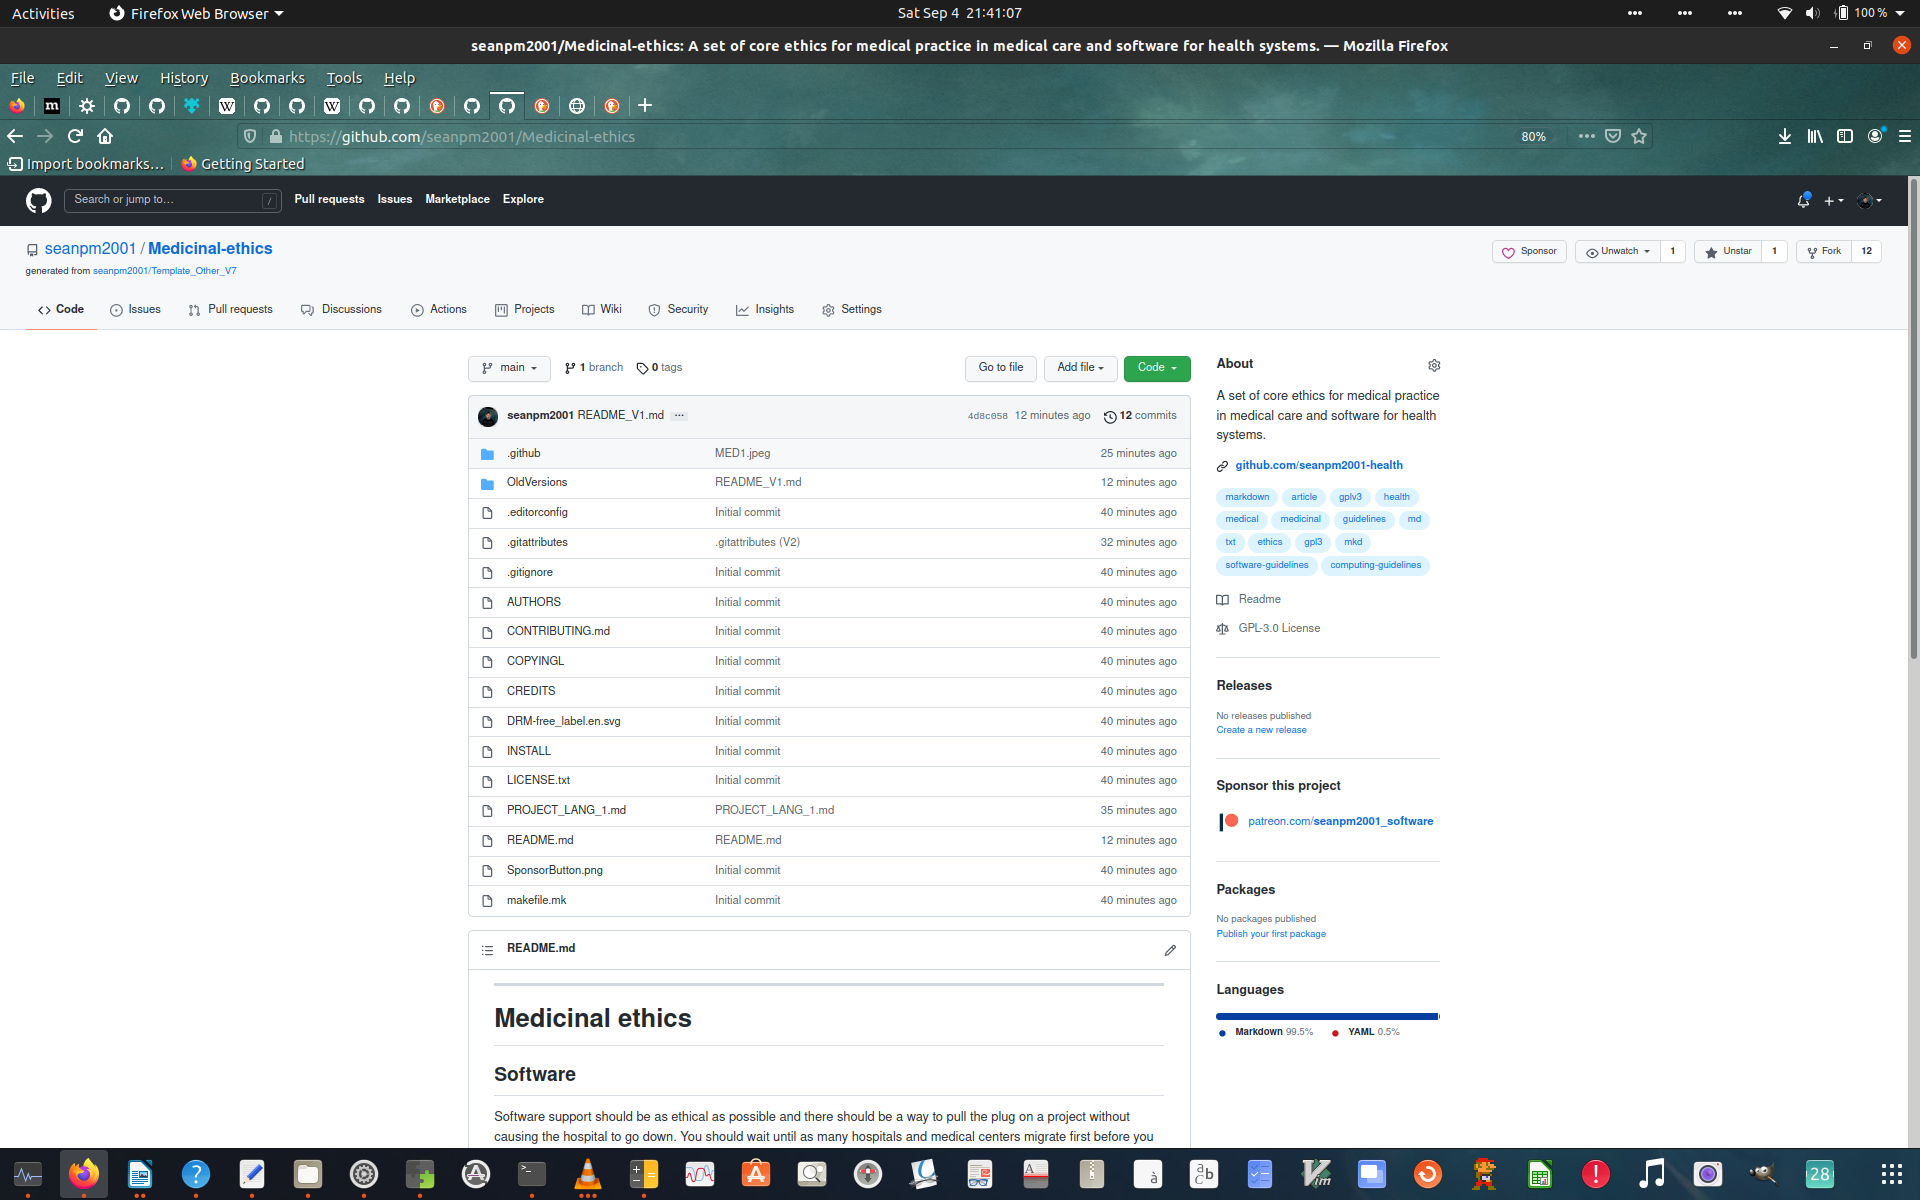 Activities
Firefox Web Browser
Sat Sep 4 21:41:07
100 %
seanpm2001/Medicinal-ethics: A set of core ethics for medical practice in medical care and software for health systems. — Mozilla Firefox
File Edit View History Bookmarks Tools Help
https://github.com/seanpm2001/Medicinal-ethics
80%
Import bookmarks…
Getting Started
Search or jump to…
/
Pull requests Issues Marketplace Explore
seanpm2001 / Medicinal-ethics
Sponsor
Unwatch 1
Unstar 1
Fork 12
generated from seanpm2001/Template_Other_V7
Code Issues Pull requests Discussions Actions Projects Wiki Security Insights Settings
main
1 branch
0 tags
Go to file
Add file
Code
seanpm2001 README_V1.md ...
4d8c058 12 minutes ago
12 commits
.github MED1.jpeg 25 minutes ago
OldVersions README_V1.md 12 minutes ago
.editorconfig Initial commit 40 minutes ago
.gitattributes .gitattributes (V2) 32 minutes ago
.gitignore Initial commit 40 minutes ago
AUTHORS Initial commit 40 minutes ago
CONTRIBUTING.md Initial commit 40 minutes ago
COPYINGL Initial commit 40 minutes ago
CREDITS Initial commit 40 minutes ago
DRM-free_label.en.svg Initial commit 40 minutes ago
INSTALL Initial commit 40 minutes ago
LICENSE.txt Initial commit 40 minutes ago
PROJECT_LANG_1.md PROJECT_LANG_1.md 35 minutes ago
README.md README.md 12 minutes ago
SponsorButton.png Initial commit 40 minutes ago
makefile.mk Initial commit 40 minutes ago
README.md
Medicinal ethics
Software
Software support should be as ethical as possible and there should be a way to pull the plug on a project without
causing the hospital to go down. You should wait until as many hospitals and medical centers migrate first before you
About
A set of core ethics for medical practice
in medical care and software for health
systems.
github.com/seanpm2001-health
markdown article gplv3 health
medical medicinal guidelines md
txt ethics gpl3 mkd
software-guidelines computing-guidelines
Readme
GPL-3.0 License
Releases
No releases published
Create a new release
Sponsor this project
patreon.com/seanpm2001_software
Packages
No packages published
Publish your first package
Languages
Markdown 99.5% YAML 0.5%
28